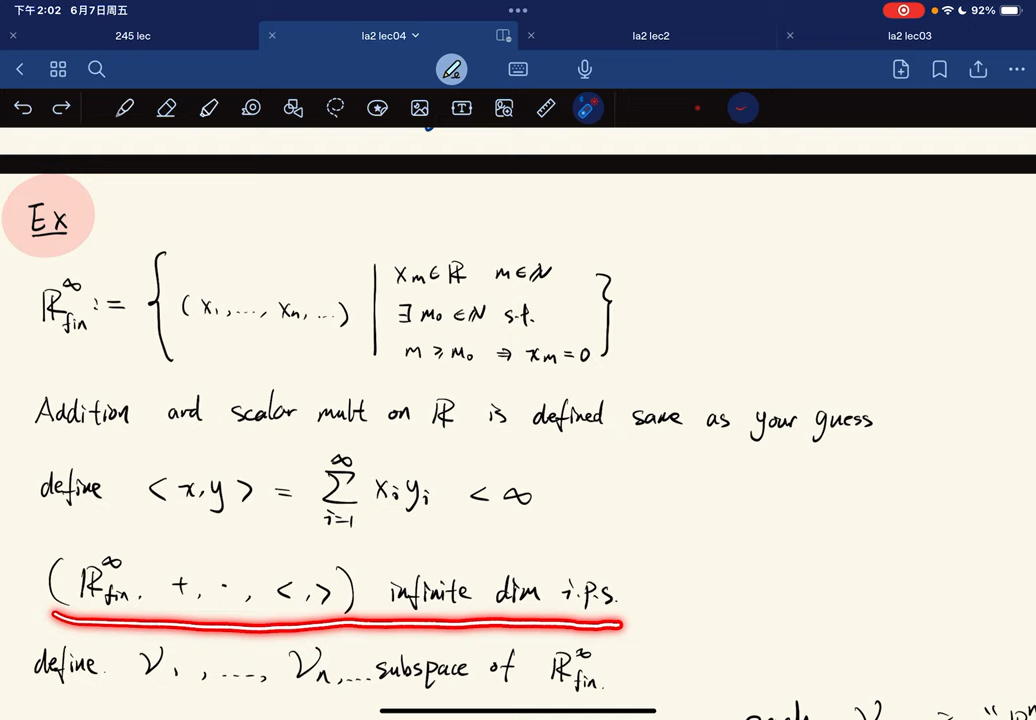 下午2:02 6月7日周五 92%
245 lec la2 lec04 la2 lec2 la2 lec03
Ex
ℝ^∞_fin := { (x₁, ..., xₙ, ...) | xₘ ∈ ℝ m ∈ ℕ
∃ m₀ ∈ ℕ s.t.
m ≥ m₀ ⇒ xₘ = 0 }
Addition and scalar mult on ℝ is defined same as your guess
define <x,y> = ∑_{i=1}^∞ xᵢyᵢ < ∞
(ℝ^∞_fin, +, ·, <,>) infinite dim i.p.s.
define V₁, ..., Vₙ, ... subspace of ℝ^∞_fin.